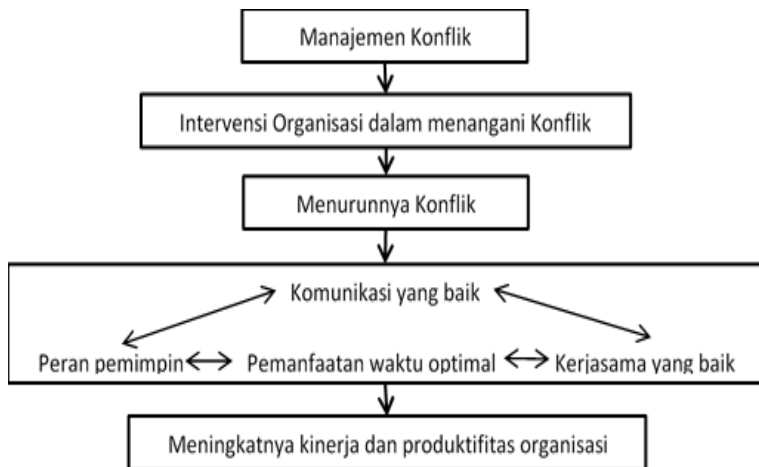 Manajemen Konflik
Intervensi Organisasi dalam menangani Konflik
Menurunnya Konflik
Komunikasi yang baik
Peran pemimpin Pemanfaatan waktu optimal Kerjasama yang baik
Meningkatnya kinerja dan produktifitas organisasi